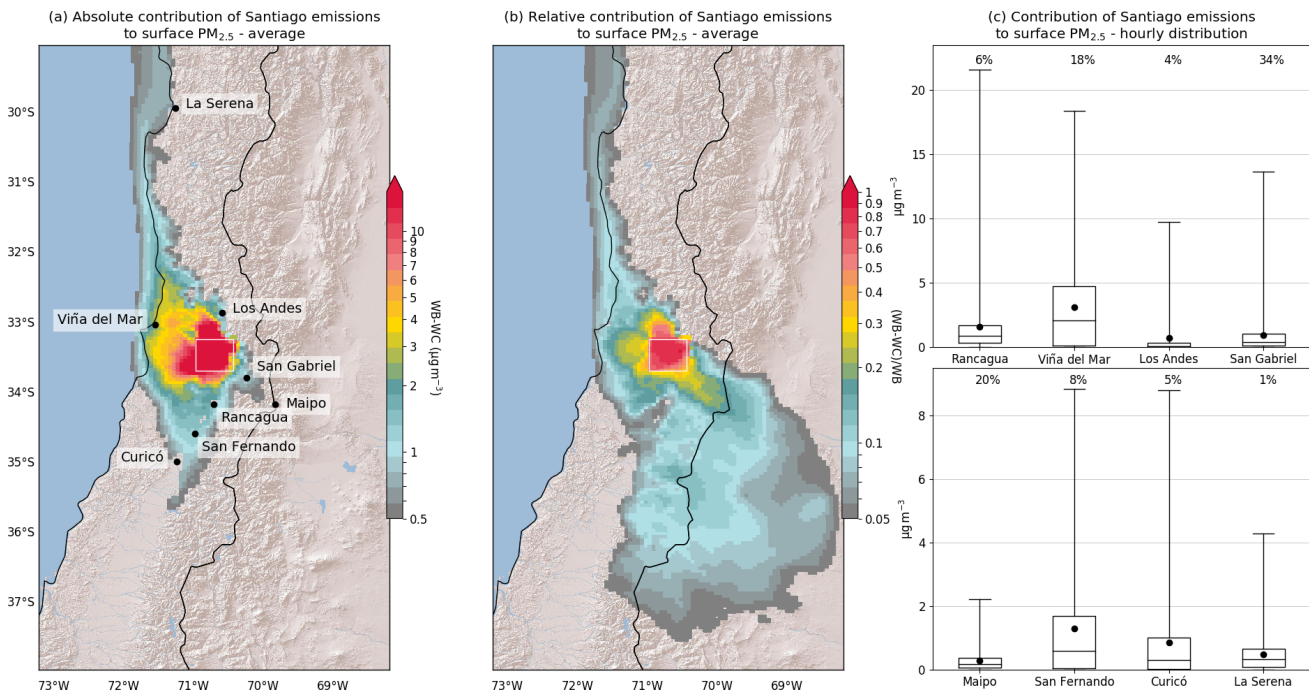 (a) Absolute contribution of Santiago emissions
to surface PM2.5 - average
30°S
31°S
32°S
33°S
34°S
35°S
36°S
37°S
73°W
72°W
71°W
70°W
69°W
La Serena
Los Andes
Viña del Mar
San Gabriel
Maipo
Rancagua
San Fernando
Curicó
10
9
8
7
6
5
4
3
2
1
0.5
WB-WC (µg m⁻³)
(b) Relative contribution of Santiago emissions
to surface PM2.5 - average
73°W
72°W
71°W
70°W
69°W
1
0.9
0.8
0.7
0.6
0.5
0.4
0.3
0.2
0.1
0.05
(WB-WC)/WB
(c) Contribution of Santiago emissions
to surface PM2.5 - hourly distribution
6% 18% 4% 34%
20
15
10
5
0
µg m⁻³
Rancagua Viña del Mar Los Andes San Gabriel
20% 8% 5% 1%
8
6
4
2
0
µg m⁻³
Maipo San Fernando Curicó La Serena